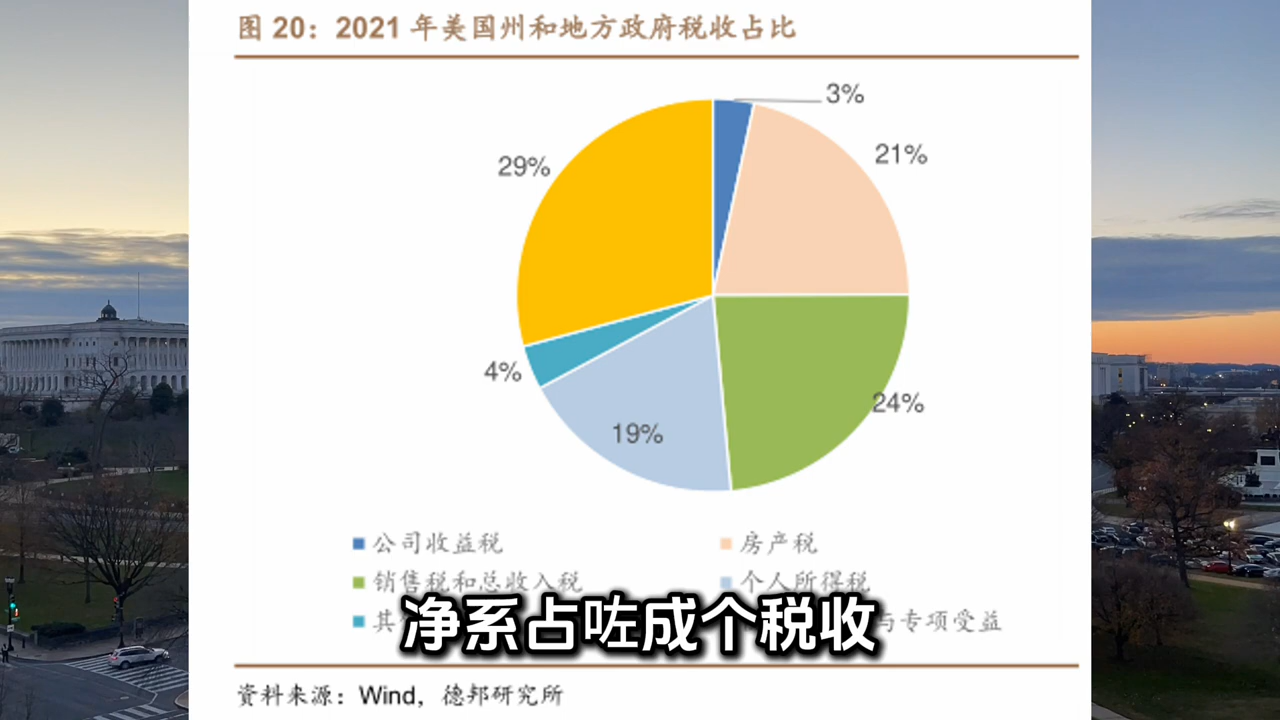 图 20：2021 年美国州和地方政府税收占比
3%
21%
29%
4%
24%
19%
公司收益税 房产税
销售税和总收入税 个人所得税
其 与专项受益
净系占咗成个税收
资料来源：Wind，德邦研究所